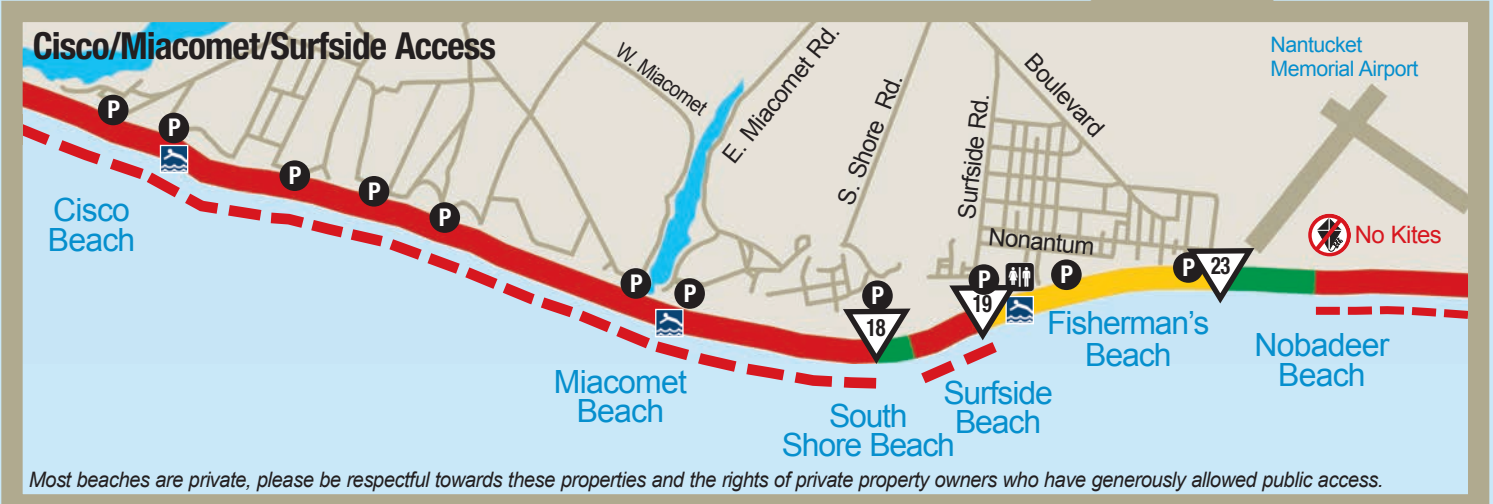 Cisco/Miacomet/Surfside Access
Nantucket
Memorial Airport
W. Miacomet
E. Miacomet Rd.
S. Shore Rd.
Surfside Rd.
Boulevard
Nonantum
No Kites
P
P
P
P
P
P
P
P
P
P
P
18
19
23
Cisco
Beach
Miacomet
Beach
South
Shore Beach
Surfside
Beach
Fisherman's
Beach
Nobadeer
Beach
Most beaches are private, please be respectful towards these properties and the rights of private property owners who have generously allowed public access.